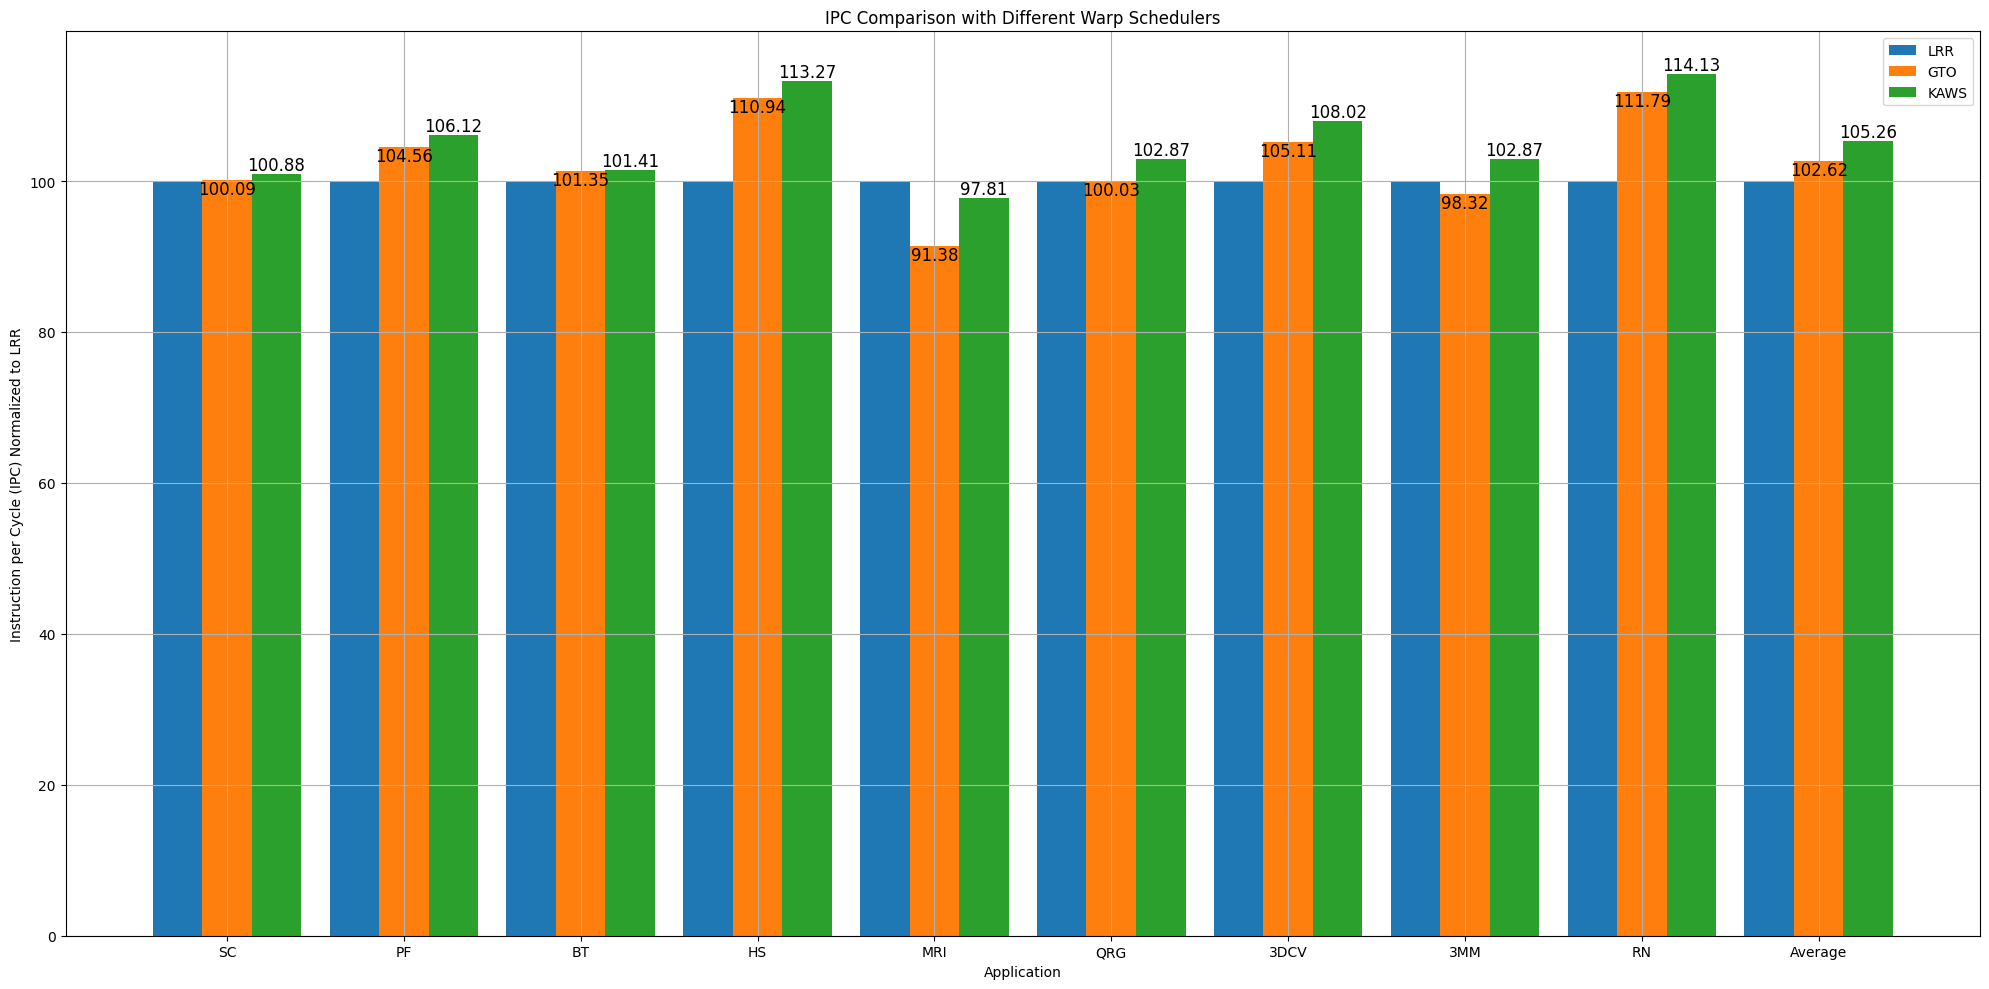 IPC Comparison with Different Warp Schedulers
LRR
GTO
KAWS
Instruction per Cycle (IPC) Normalized to LRR
100
80
60
40
20
0
100.09
100.88
104.56
106.12
101.35
101.41
110.94
113.27
91.38
97.81
100.03
102.87
105.11
108.02
98.32
102.87
111.79
114.13
102.62
105.26
SC
PF
BT
HS
MRI
QRG
3DCV
3MM
RN
Average
Application